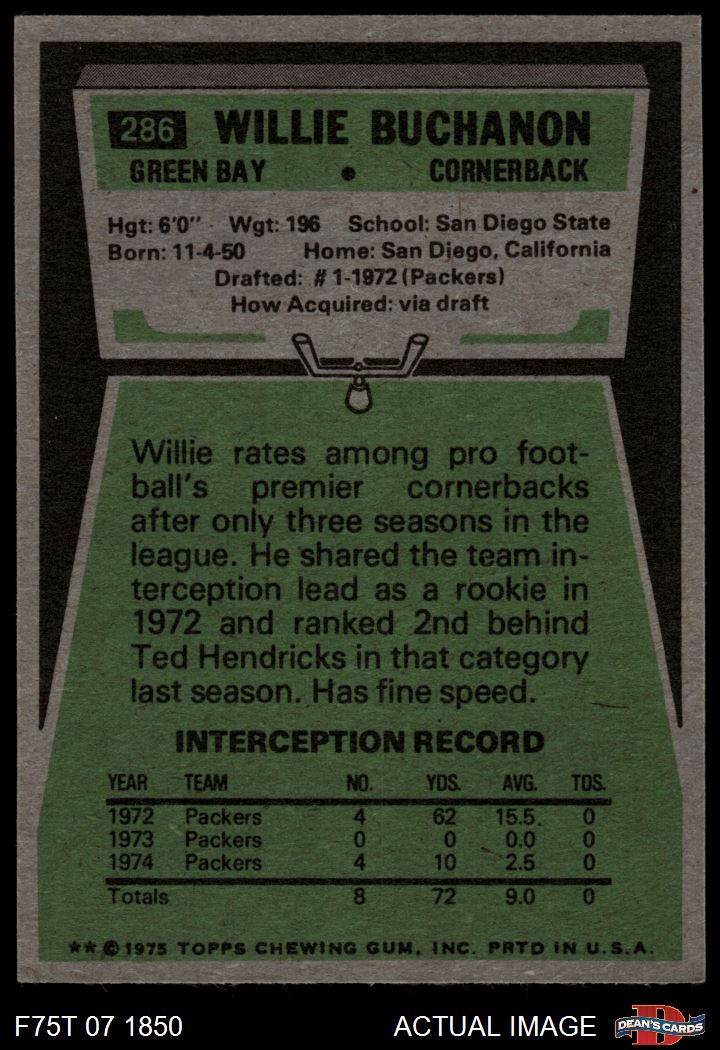 286 WILLIE BUCHANON
GREEN BAY • CORNERBACK
Hgt: 6'0" Wgt: 196 School: San Diego State
Born: 11-4-50 Home: San Diego, California
Drafted: #1-1972 (Packers)
How Acquired: via draft
Willie rates among pro foot-
ball's premier cornerbacks
after only three seasons in the
league. He shared the team in-
terception lead as a rookie in
1972 and ranked 2nd behind
Ted Hendricks in that category
last season. Has fine speed.
INTERCEPTION RECORD
YEAR TEAM NO. YDS. AVG. TDS.
1972 Packers 4 62 15.5 0
1973 Packers 0 0 0.0 0
1974 Packers 4 10 2.5 0
Totals 8 72 9.0 0
**©1975 TOPPS CHEWING GUM, INC. PRTD IN U.S.A.
F75T 07 1850 ACTUAL IMAGE DEAN'S CARDS